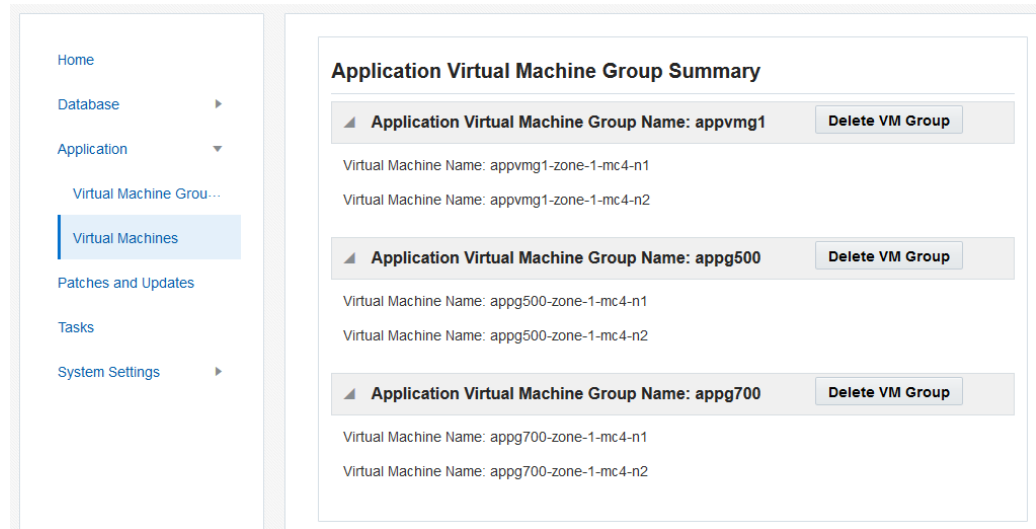 Home
Database
Application
Virtual Machine Grou...
Virtual Machines
Patches and Updates
Tasks
System Settings
Application Virtual Machine Group Summary
Application Virtual Machine Group Name: appvmg1 Delete VM Group
Virtual Machine Name: appvmg1-zone-1-mc4-n1
Virtual Machine Name: appvmg1-zone-1-mc4-n2
Application Virtual Machine Group Name: appg500 Delete VM Group
Virtual Machine Name: appg500-zone-1-mc4-n1
Virtual Machine Name: appg500-zone-1-mc4-n2
Application Virtual Machine Group Name: appg700 Delete VM Group
Virtual Machine Name: appg700-zone-1-mc4-n1
Virtual Machine Name: appg700-zone-1-mc4-n2